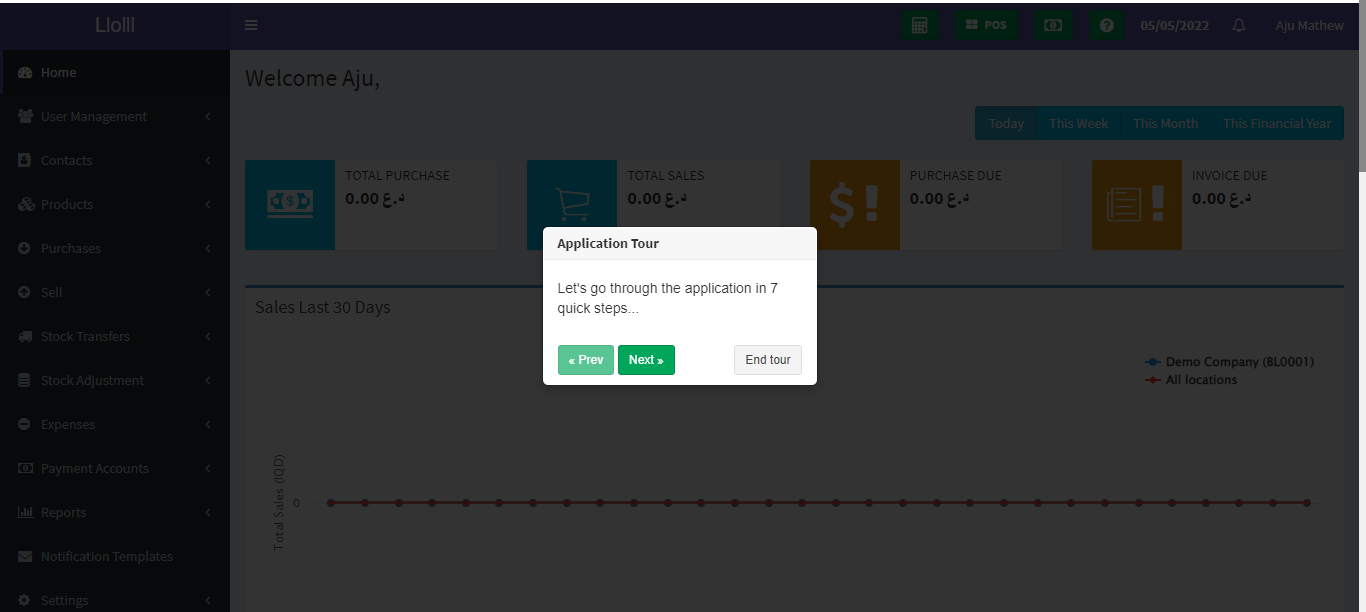 Llolll
POS
05/05/2022
Aju Mathew
Home
User Management
Contacts
Products
Purchases
Sell
Stock Transfers
Stock Adjustment
Expenses
Payment Accounts
Reports
Notification Templates
Settings
Welcome Aju,
Today This Week This Month This Financial Year
TOTAL PURCHASE
0.00 د.ع
TOTAL SALES
0.00 د.ع
PURCHASE DUE
0.00 د.ع
INVOICE DUE
0.00 د.ع
Application Tour
Let's go through the application in 7
quick steps...
« Prev Next » End tour
Sales Last 30 Days
Demo Company (BL0001)
All locations
Total Sales (IQD)
0